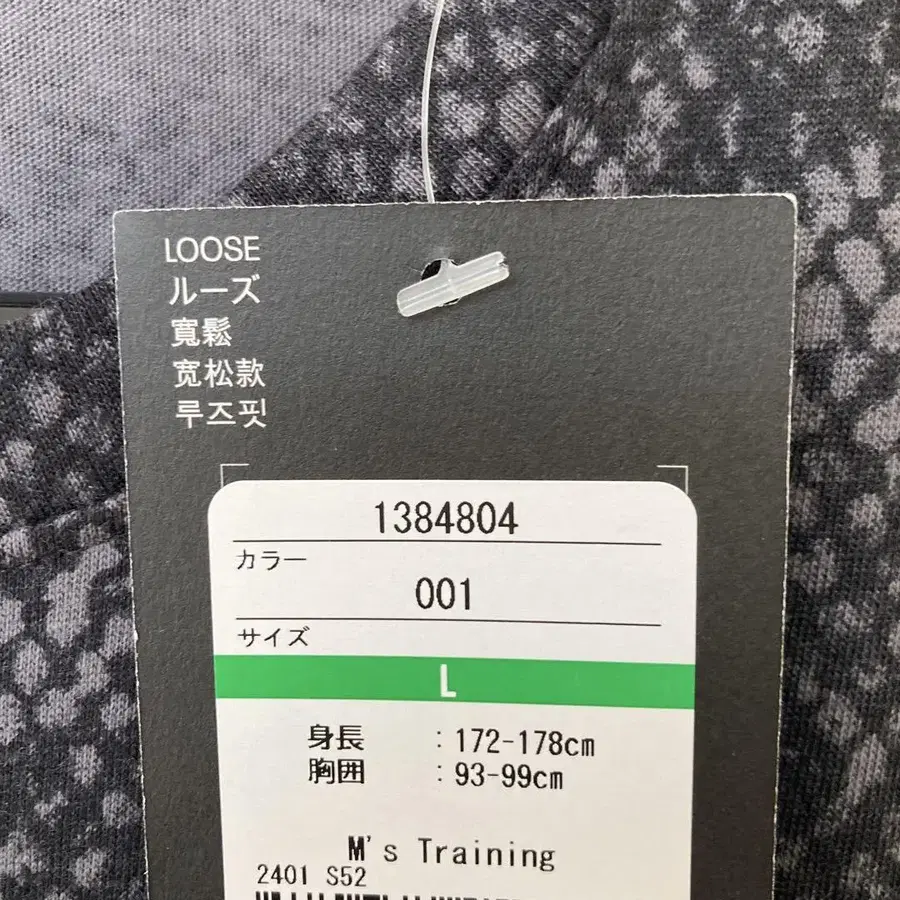 LOOSE
ルーズ
寬鬆
宽松款
루즈핏
1384804
カラー
001
サイズ
L
身長 : 172-178cm
胸囲 : 93-99cm
M's Training
2401 S52